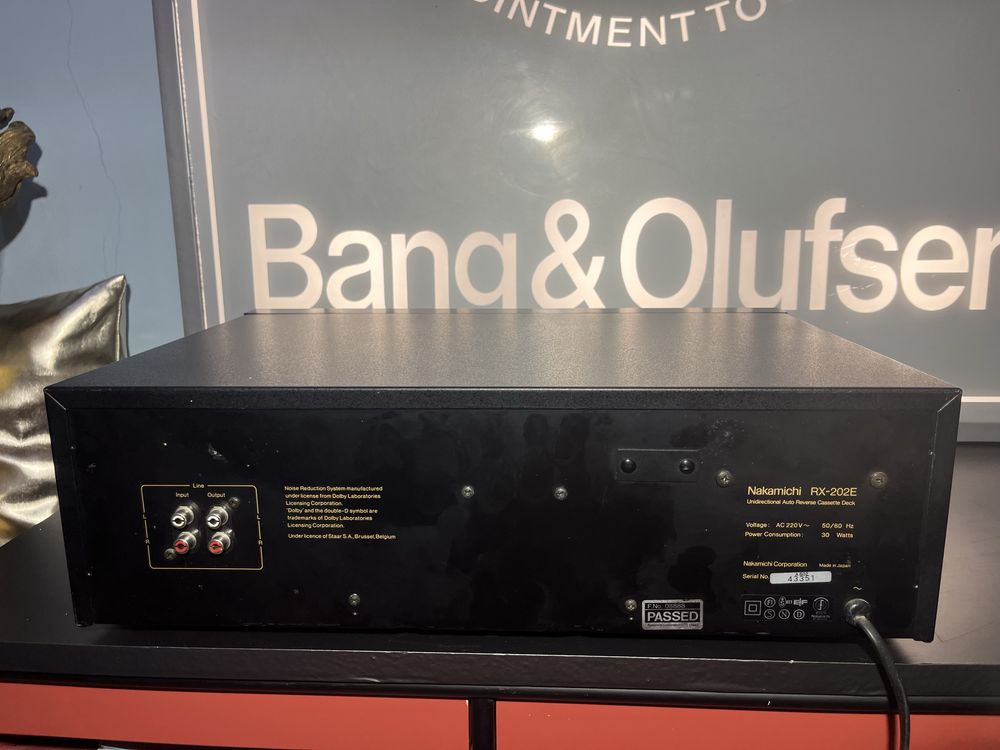 INTMENT TO
Bang & Olufsen
Line
Input Output
L
L
R
R
Noise Reduction System manufactured
under license from Dolby Laboratories
Licensing Corporation.
'Dolby' and the double-D symbol are
trademarks of Dolby Laboratories
Licensing Corporation.
Under licence of Staar S.A., Brussel, Belgium
Nakamichi RX-202E
Unidirectional Auto Reverse Cassette Deck
Voltage: AC 220V~ 50/60 Hz
Power Consumption: 30 Watts
Nakamichi Corporation Made in Japan
Serial No. 43351
~
F. No.
PASSED
N
S N D